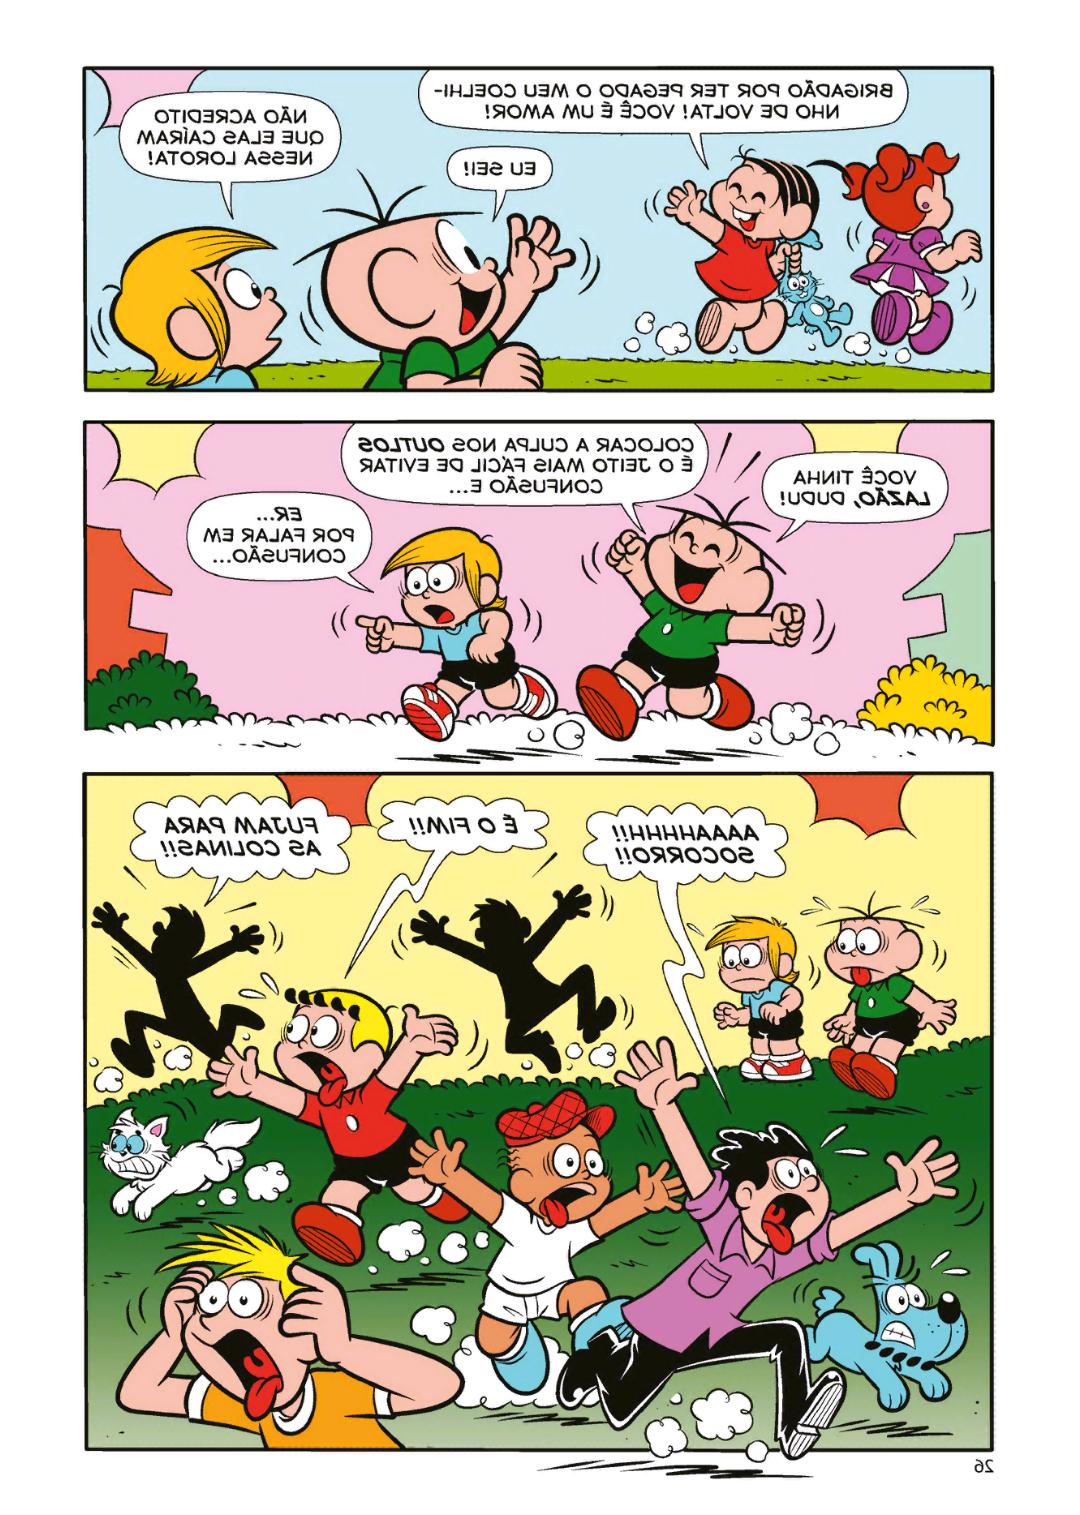 BRIGADÃO POR TER PEGADO O MEU COELHI-
NHO DE VOLTA! VOCÊ É UM AMOR!
EU SEI!
NÃO ACREDITO
QUE ELAS CAÍRAM
NESSA LOROTA!
VOCÊ TINHA
LAZÃO, DUDU!
COLOCAR A CULPA NOS OUTLOS
É O JEITO MAIS FÁCIL DE EVITAR
CONFUSÃO E...
ER...
POR FALAR EM
CONFUSÃO...
AAAAHHHH!!
SOCORRO!!
É O FIM!!
FUJAM PARA
AS COLINAS!!
26